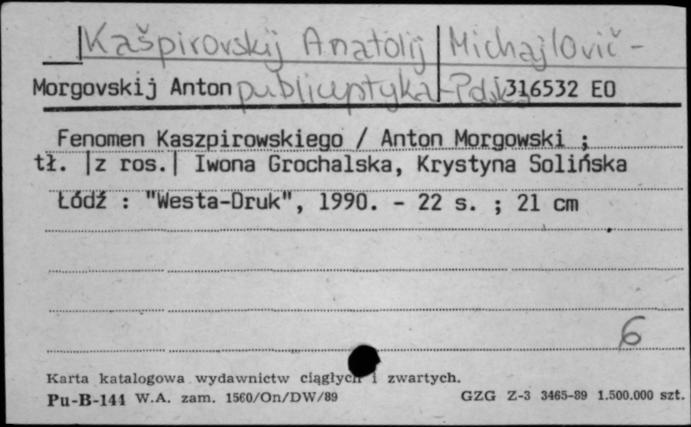 Kašpirovskij Anatolij Michajlovič -
Morgovskij Anton publicystyka - Polska 316532 EO
Fenomen Kaszpirowskiego / Anton Morgowski ;
tł. |z ros.| Iwona Grochalska, Krystyna Solińska
Łódź : "Westa-Druk", 1990. - 22 s. ; 21 cm
6
Karta katalogowa wydawnictw ciągłych i zwartych.
Pu-B-144 W.A. zam. 1560/On/DW/89 GZG Z-3 3465-89 1.500.000 szt.